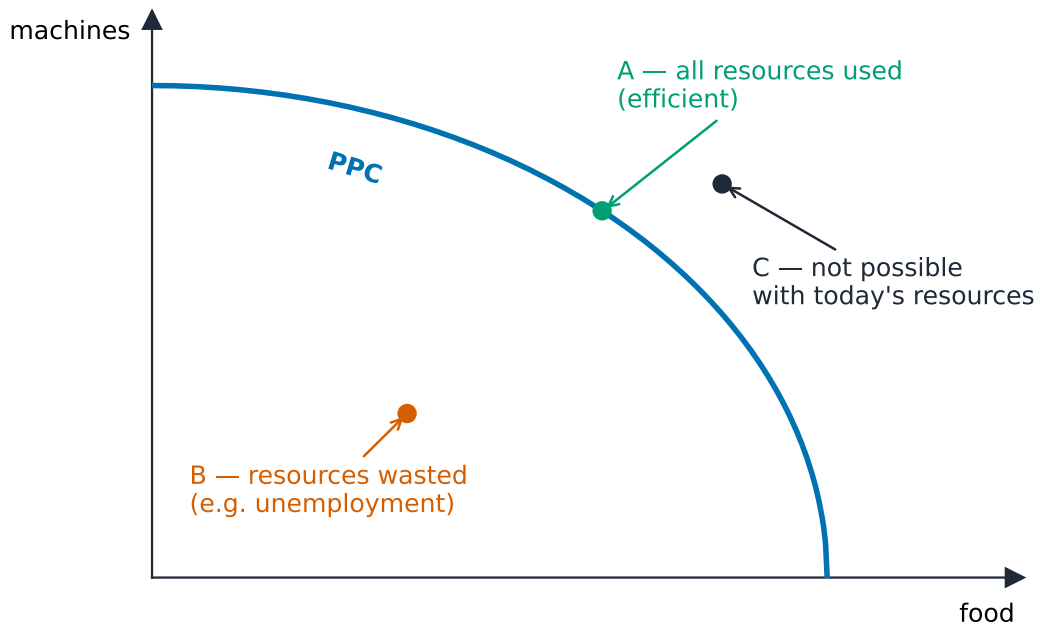 machines
A — all resources used
(efficient)
PPC
C — not possible
with today's resources
B — resources wasted
(e.g. unemployment)
food